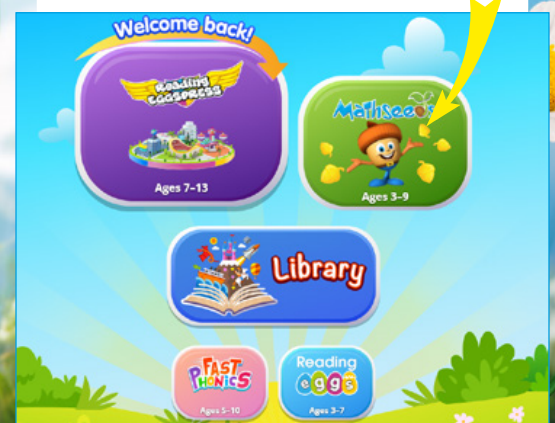 Welcome back!
Reading
EGGSPRESS
Ages 7–13
Mathseeds
Ages 3–9
Library
FAST
PHONICS
Ages 5–10
Reading
eggs
Ages 3–7